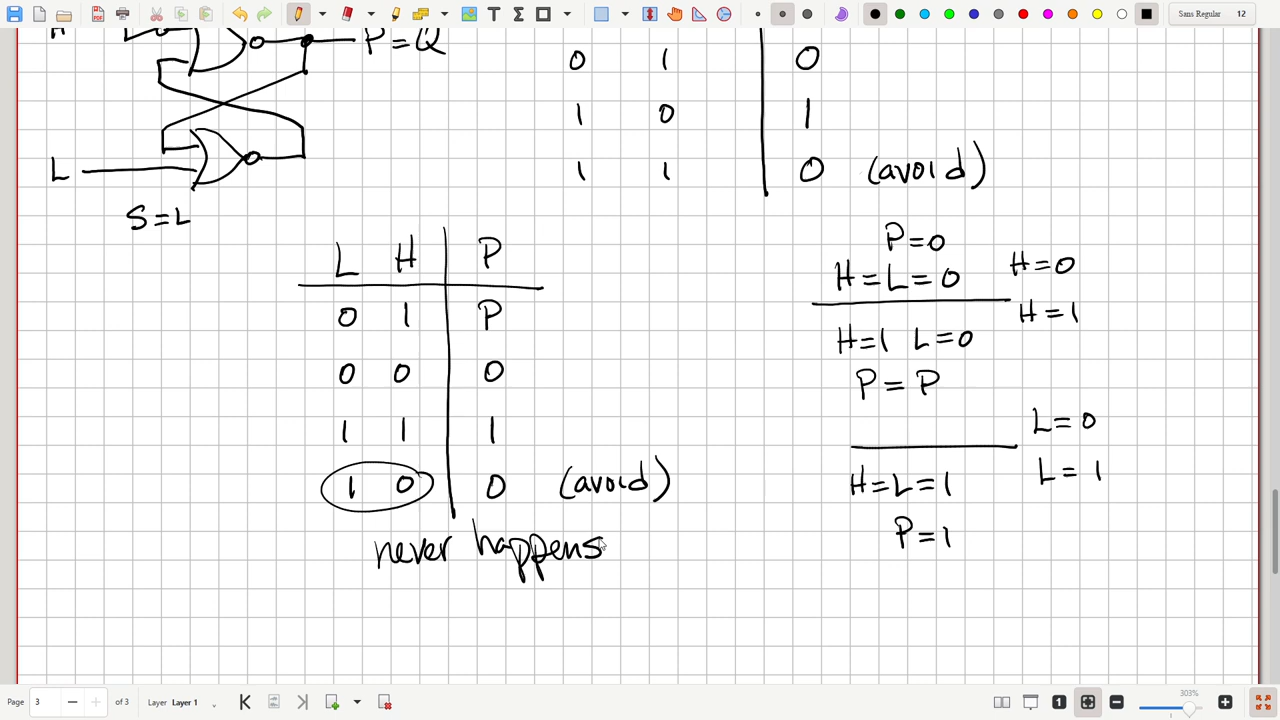 Sans Regular 12
H
P = Q
L
S = L
0 1 0
1 0 1
1 1 0 (avoid)
L H P
0 1 P
0 0 0
1 1 1
1 0 0 (avoid)
never happens
P = 0
H = L = 0
H = 0
H = 1
H = 1 L = 0
P = P
L = 0
L = 1
H = L = 1
P = 1
Page 3 of 3 Layer Layer 1 303%